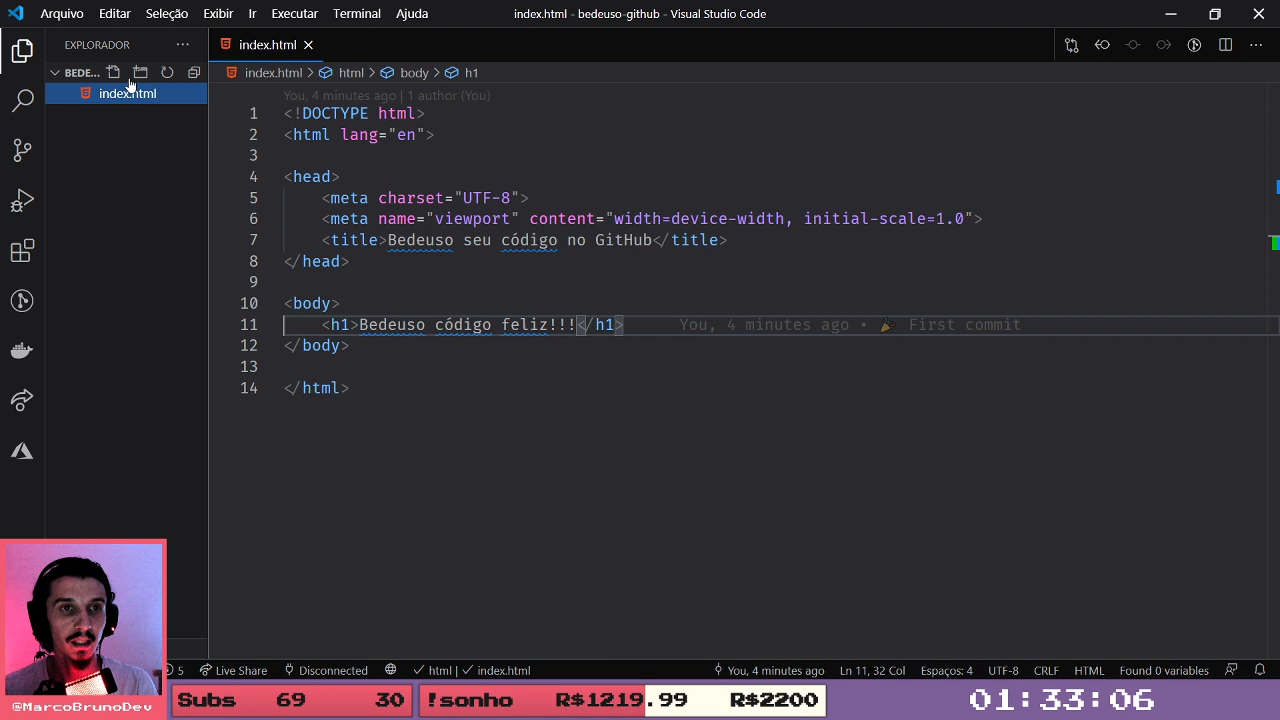 Arquivo Editar Seleção Exibir Ir Executar Terminal Ajuda index.html - bedeuso-github - Visual Studio Code
EXPLORADOR
BEDE...
index.html
index.html
index.html > html > body > h1
You, 4 minutes ago | 1 author (You)
1 <!DOCTYPE html>
2 <html lang="en">
3
4 <head>
5 <meta charset="UTF-8">
6 <meta name="viewport" content="width=device-width, initial-scale=1.0">
7 <title>Bedeuso seu código no GitHub</title>
8 </head>
9
10 <body>
11 <h1>Bedeuso código feliz!!!</h1> You, 4 minutes ago • 🎉 First commit
12 </body>
13
14 </html>
5 Live Share Disconnected html | index.html You, 4 minutes ago Ln 11, 32 Col Espaços: 4 UTF-8 CRLF HTML Found 0 variables
@MarcoBrunoDev
Subs 69 30 !sonho R$1219.99 R$2200 01:33:06